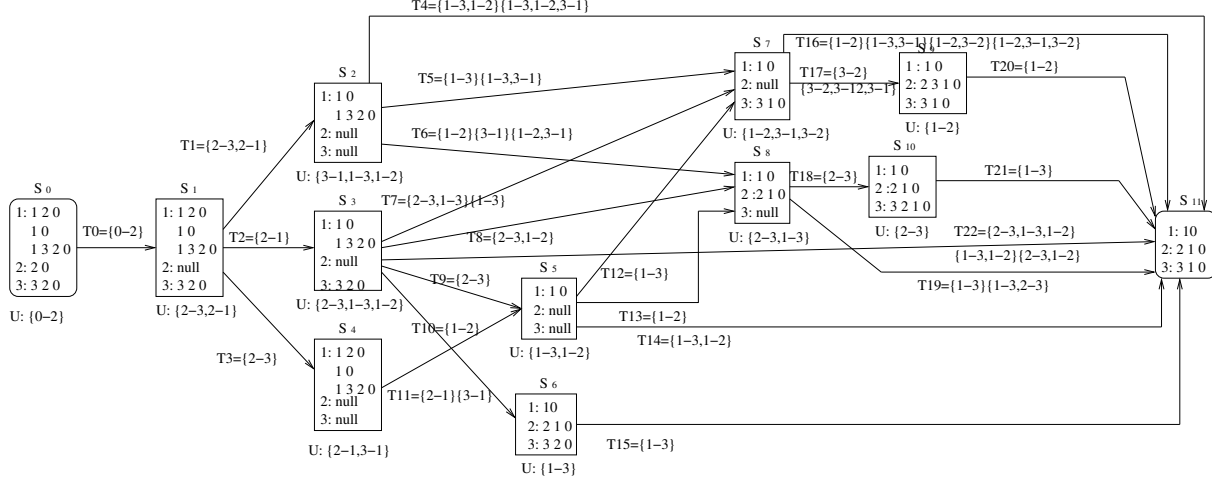 T4={1−3,1−2}{1−3,1−2,3−1}
S 0
1: 1 2 0
1 0
1 3 2 0
2: 2 0
3: 3 2 0
U: {0−2}
T0={0−2}
S 1
1: 1 2 0
1 0
1 3 2 0
2: null
3: 3 2 0
U: {2−3,2−1}
T1={2−3,2−1}
T2={2−1}
T3={2−3}
S 2
1: 1 0
1 3 2 0
2: null
3: null
U: {3−1,1−3,1−2}
S 3
1: 1 0
1 3 2 0
2: null
3: 3 2 0
U: {2−3,1−3,1−2}
S 4
1: 1 2 0
1 0
1 3 2 0
2: null
3: null
U: {2−1,3−1}
T5={1−3}{1−3,3−1}
T6={1−2}{3−1}{1−2,3−1}
T7={2−3,1−3}{1−3}
T8={2−3,1−2}
T9={2−3}
T10={1−2}
T11={2−1}{3−1}
S 5
1: 1 0
2: null
3: null
U: {1−3,1−2}
S 6
1: 10
2: 2 1 0
3: 3 2 0
U: {1−3}
T12={1−3}
T13={1−2}
T14={1−3,1−2}
T15={1−3}
S 7
1: 1 0
2: null
3: 3 1 0
U: {1−2,3−1,3−2}
S 8
1: 1 0
2 :2 1 0
3: null
U: {2−3,1−3}
T16={1−2}{1−3,3−1}{1−2,3−2}{1−2,3−1,3−2}
T17={3−2}
{3−2,3−12,3−1}
T18={2−3}
S 9
1 : 1 0
2: 2 3 1 0
3: 3 1 0
U: {1−2}
S 10
1: 1 0
2 :2 1 0
3: 3 2 1 0
U: {2−3}
T20={1−2}
T21={1−3}
T22={2−3,1−3,1−2}
{1−3,1−2}{2−3,1−2}
T19={1−3}{1−3,2−3}
S 11
1: 10
2: 2 1 0
3: 3 1 0